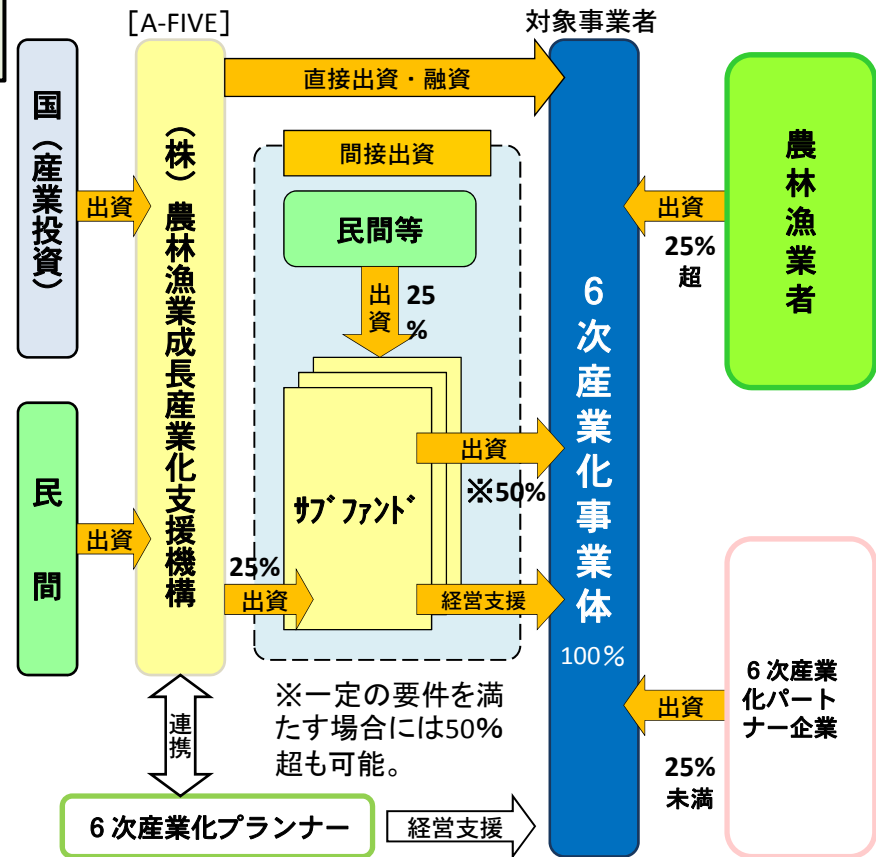 [A-FIVE]
対象事業者
国（産業投資）
出資
民間
出資
（株）農林漁業成長産業化支援機構
直接出資・融資
間接出資
民間等
出資
25
%
ｻﾌﾞﾌｧﾝﾄﾞ
25%
出資
出資
※50%
経営支援
※一定の要件を満
たす場合には50%
超も可能。
６次産業化事業体
100%
出資
25%
超
農林漁業者
出資
25%
未満
６次産業
化パート
ナー企業
連携
６次産業化プランナー
経営支援